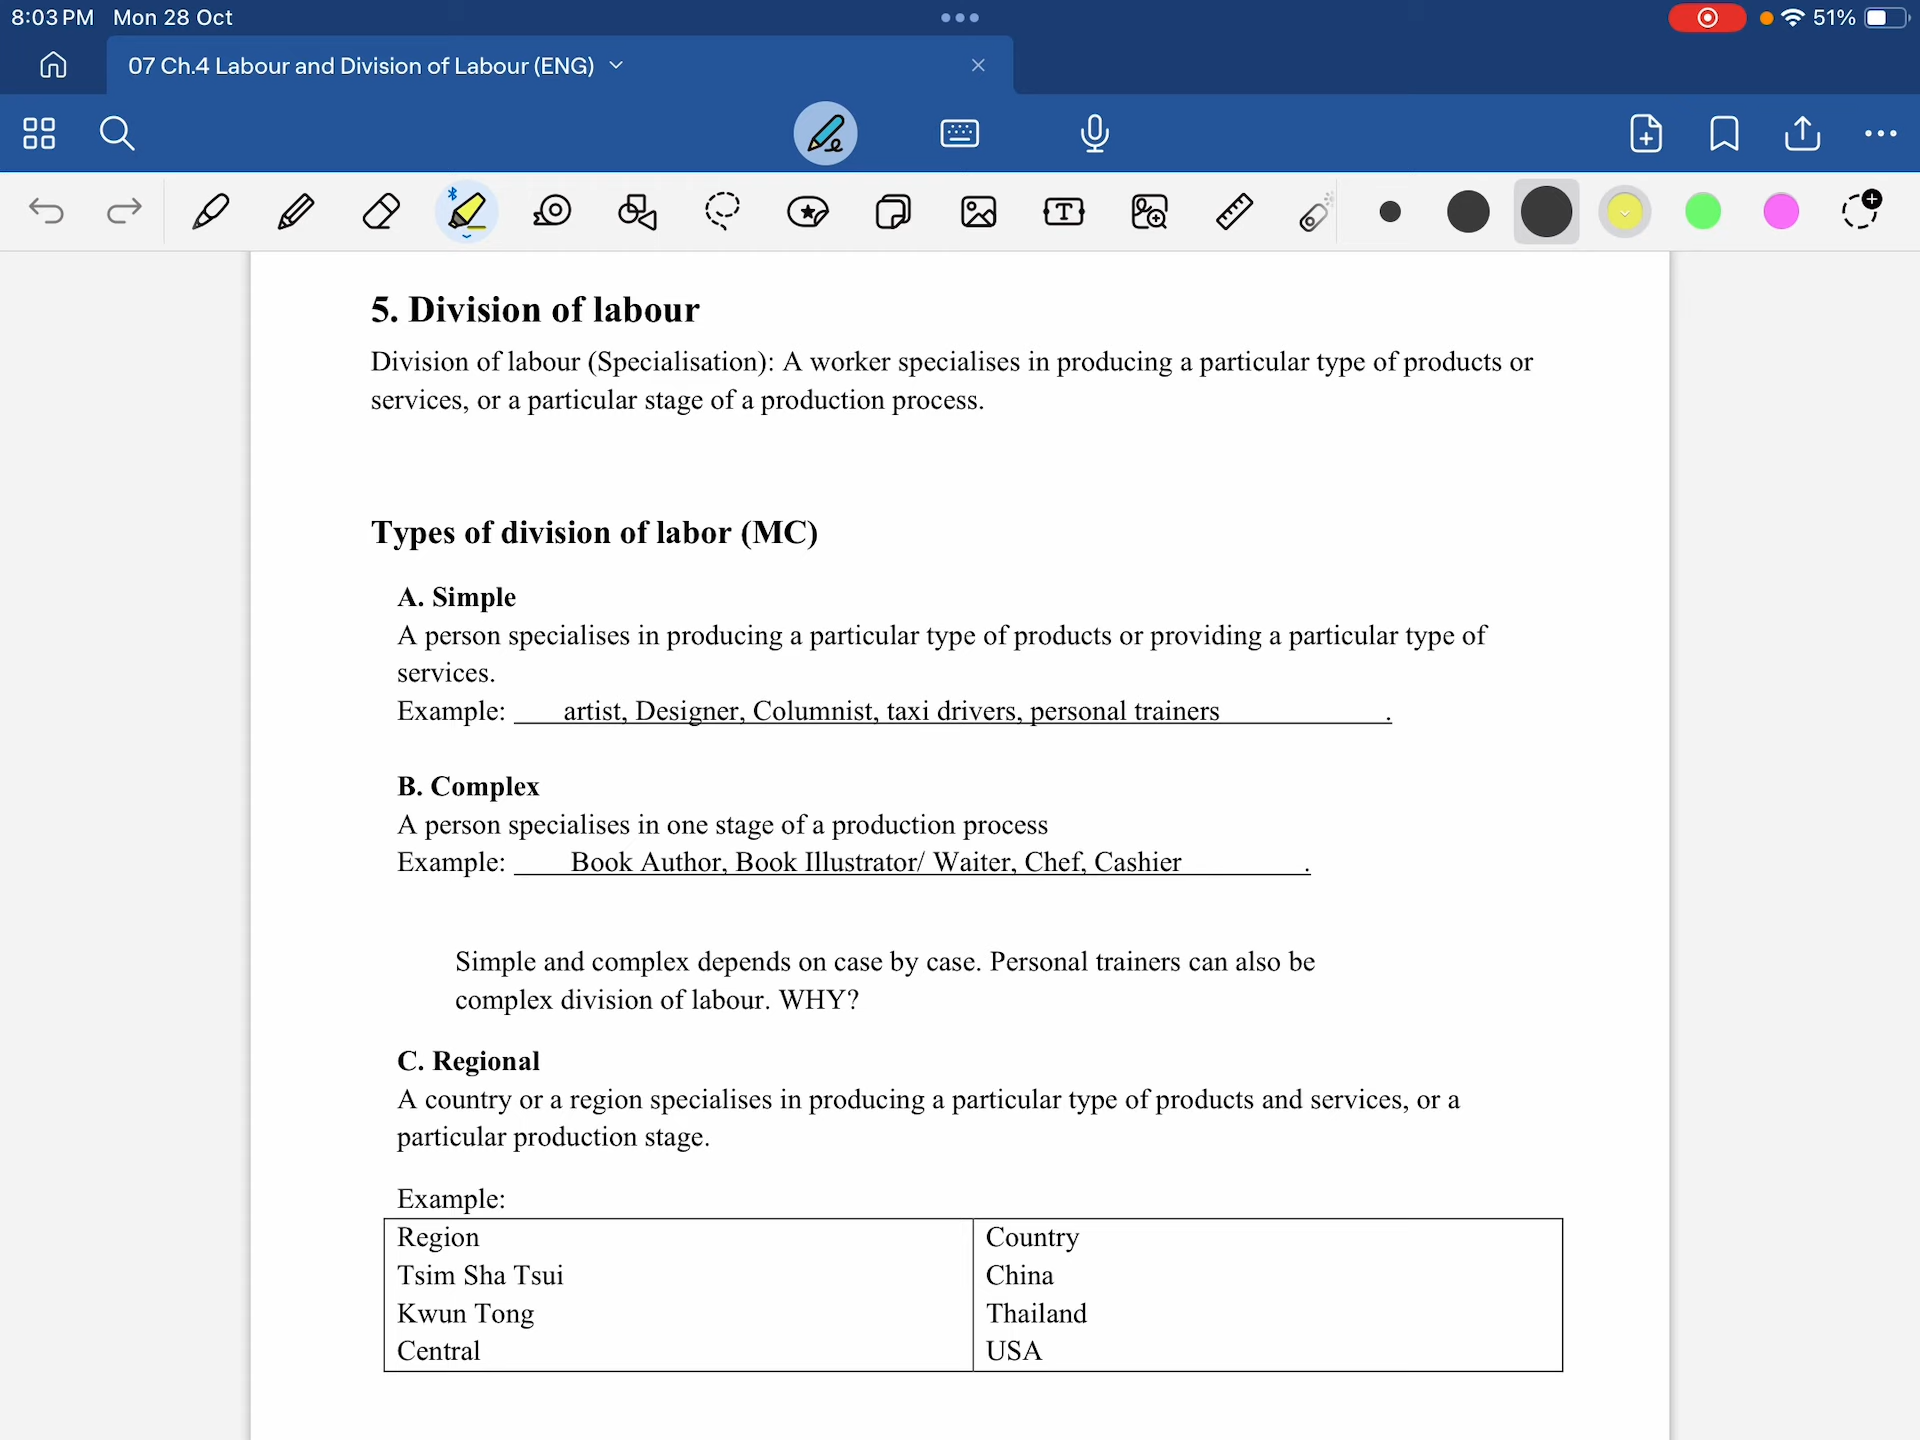 8:03 PM Mon 28 Oct
51%
07 Ch.4 Labour and Division of Labour (ENG)
5. Division of labour
Division of labour (Specialisation): A worker specialises in producing a particular type of products or
services, or a particular stage of a production process.
Types of division of labor (MC)
A. Simple
A person specialises in producing a particular type of products or providing a particular type of
services.
Example: artist, Designer, Columnist, taxi drivers, personal trainers .
B. Complex
A person specialises in one stage of a production process
Example: Book Author, Book Illustrator/ Waiter, Chef, Cashier .
Simple and complex depends on case by case. Personal trainers can also be
complex division of labour. WHY?
C. Regional
A country or a region specialises in producing a particular type of products and services, or a
particular production stage.
Example:
Region Country
Tsim Sha Tsui China
Kwun Tong Thailand
Central USA